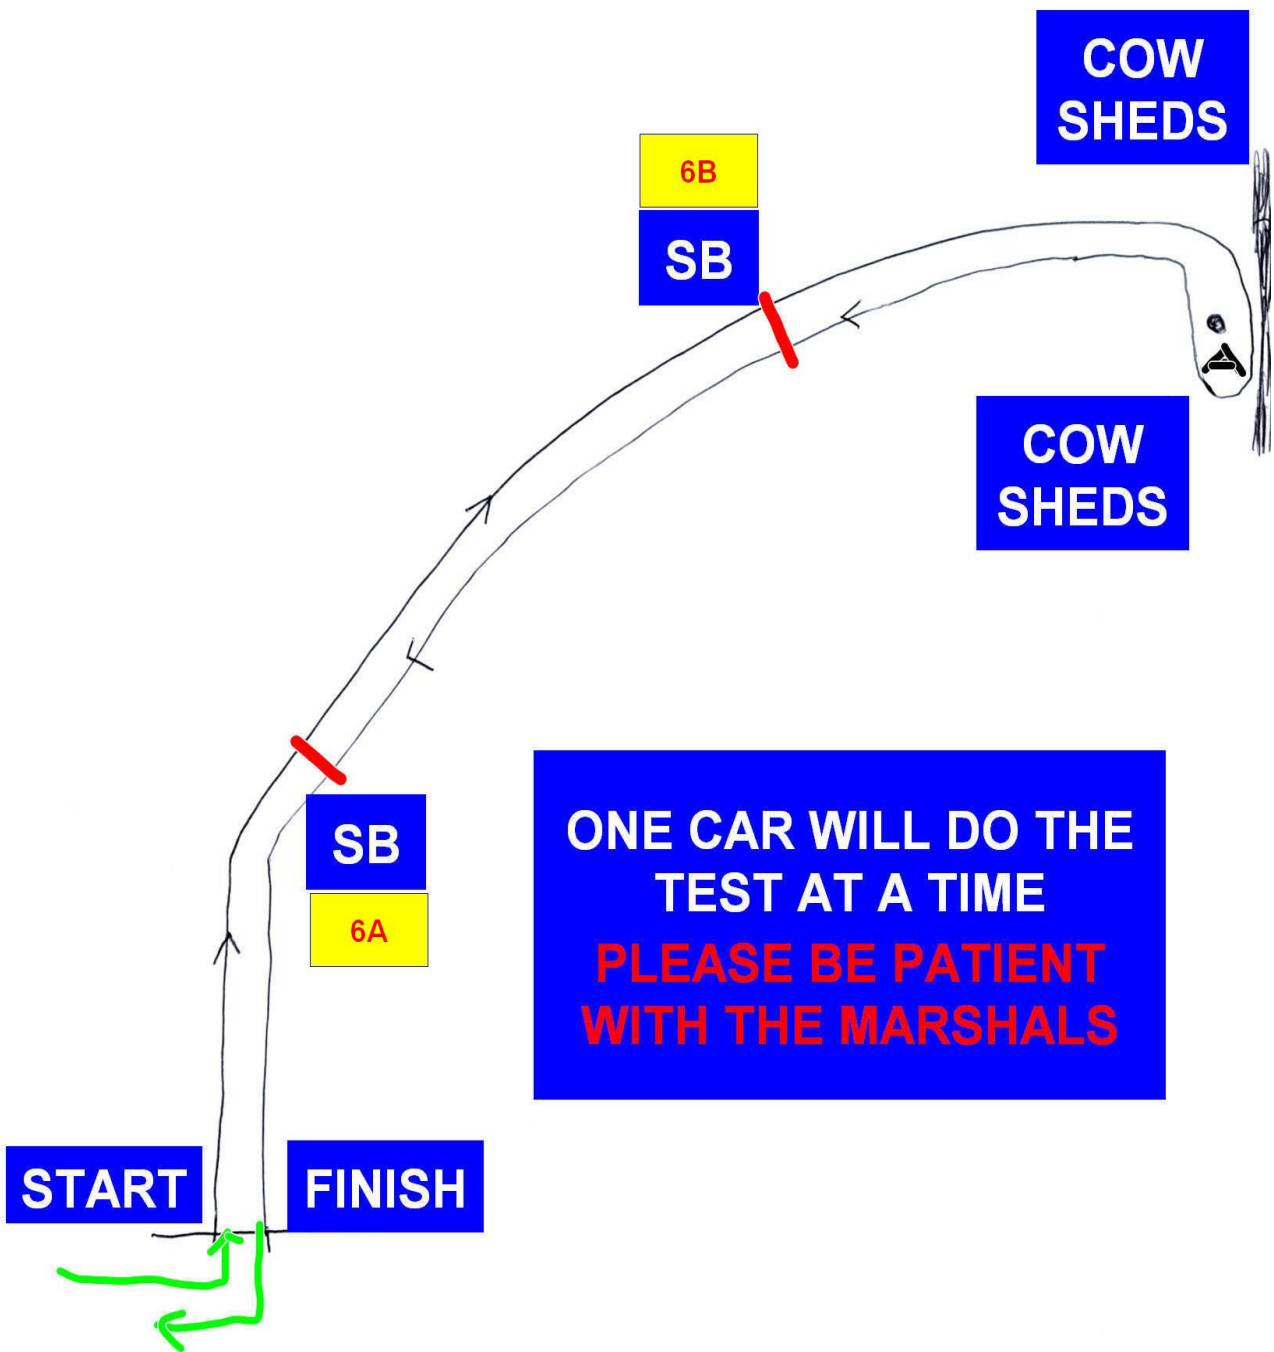 COW
SHEDS
6B
SB
A
COW
SHEDS
SB
6A
ONE CAR WILL DO THE
TEST AT A TIME
PLEASE BE PATIENT
WITH THE MARSHALS
START
FINISH